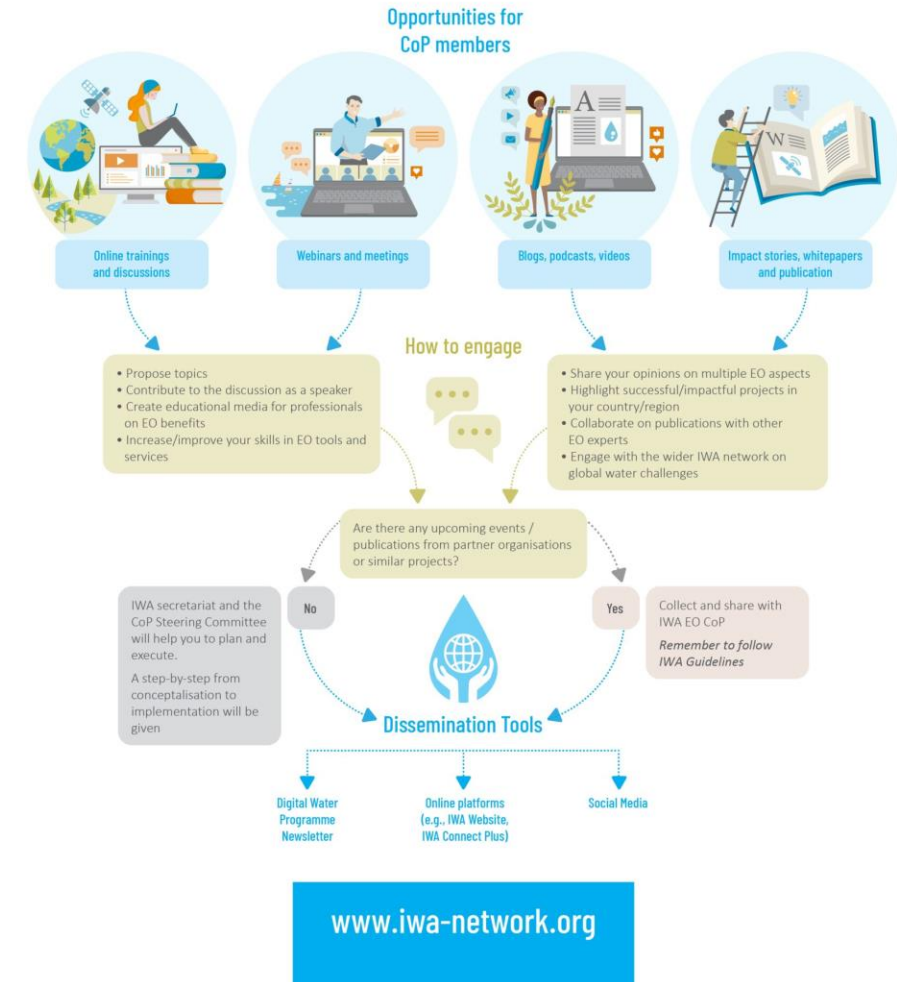 Opportunities for
CoP members
A
W
Online trainings
and discussions
Webinars and meetings
Blogs, podcasts, videos
Impact stories, whitepapers
and publication
How to engage
• Propose topics
• Contribute to the discussion as a speaker
• Create educational media for professionals
on EO benefits
• Increase/improve your skills in EO tools and
services
• Share your opinions on multiple EO aspects
• Highlight successful/impactful projects in
your country/region
• Collaborate on publications with other
EO experts
• Engage with the wider IWA network on
global water challenges
Are there any upcoming events /
publications from partner organisations
or similar projects?
IWA secretariat and the
CoP Steering Committee
will help you to plan and
execute.
A step-by-step from
conceptalisation to
implementation will be
given
No
Yes
Collect and share with
IWA EO CoP
Remember to follow
IWA Guidelines
Dissemination Tools
Digital Water
Programme
Newsletter
Online platforms
(e.g., IWA Website,
IWA Connect Plus)
Social Media
www.iwa-network.org